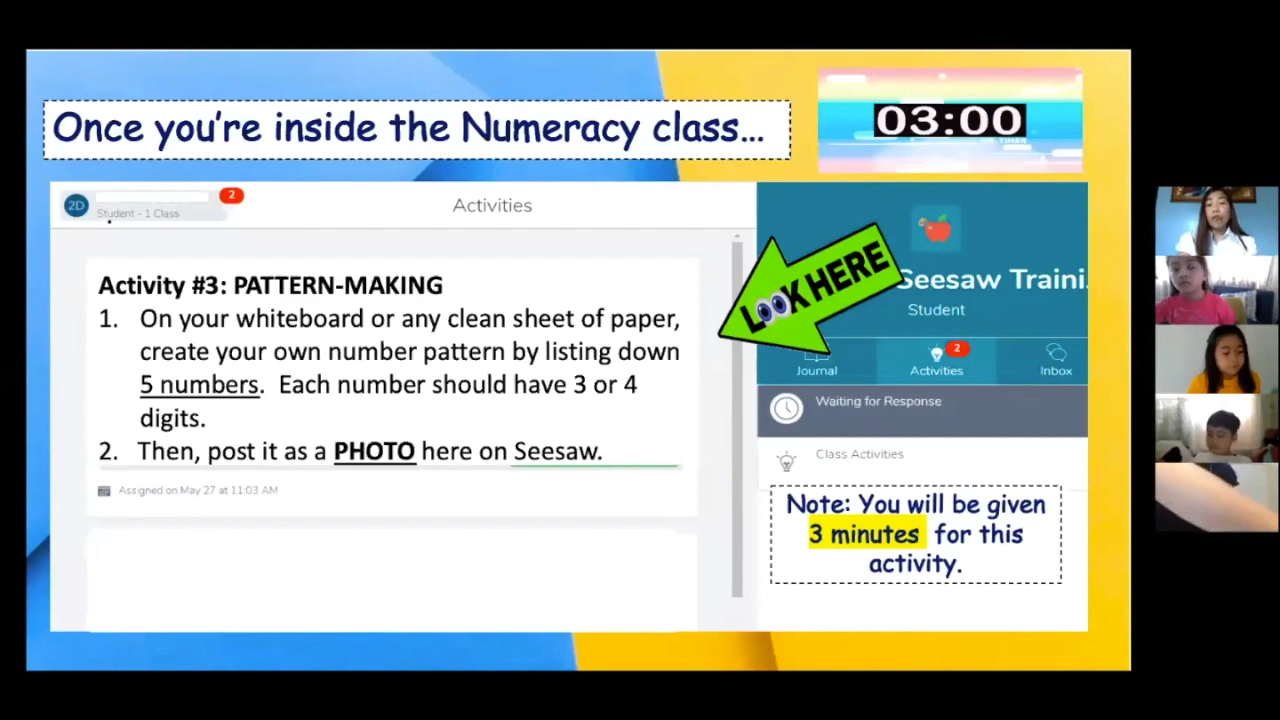 Once you're inside the Numeracy class...
03:00
TIMER
2D
2
Student - 1 Class
Activities
Activity #3: PATTERN-MAKING
1. On your whiteboard or any clean sheet of paper,
create your own number pattern by listing down
5 numbers. Each number should have 3 or 4
digits.
2. Then, post it as a PHOTO here on Seesaw.
Assigned on May 27 at 11:03 AM
LOOK HERE
Seesaw Traini.
Student
Journal
Activities
2
Inbox
Waiting for Response
Class Activities
Note: You will be given
3 minutes for this
activity.